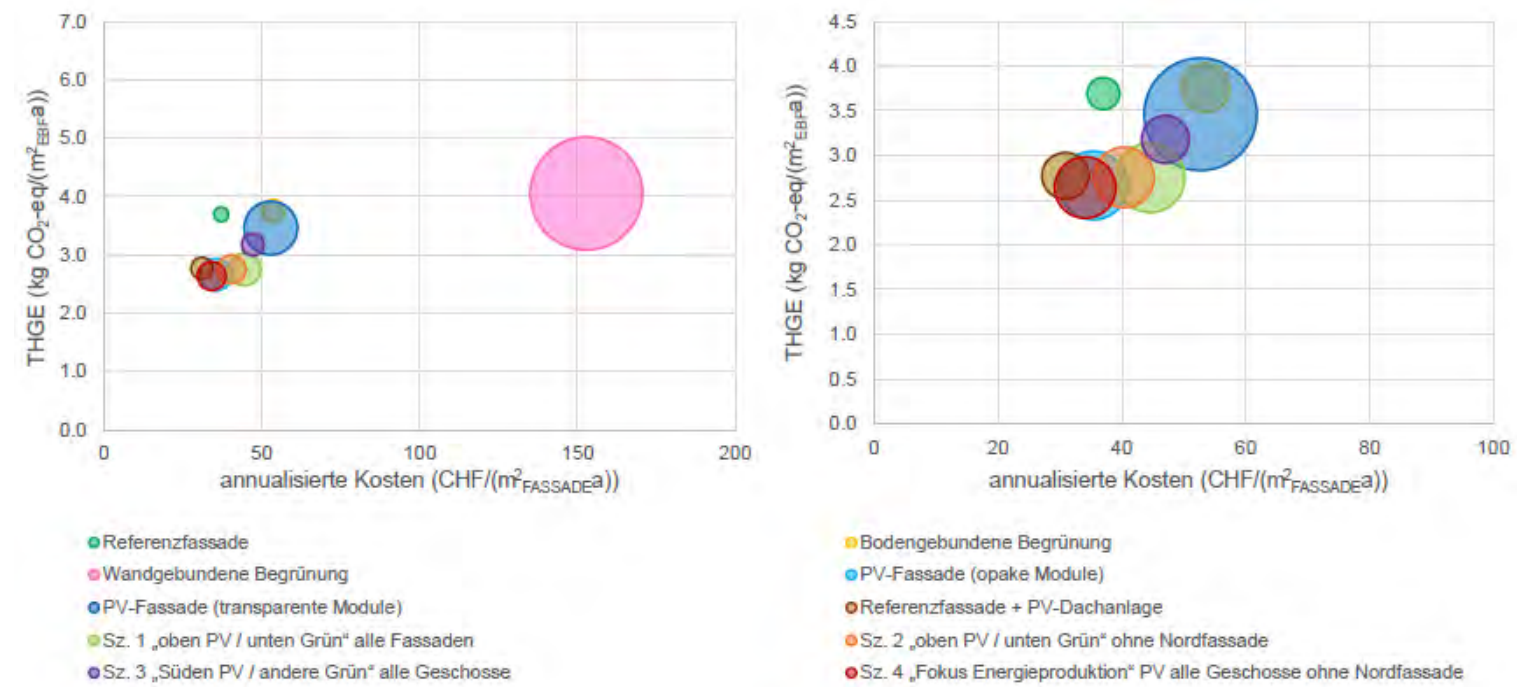 7.0
6.0
5.0
4.0
3.0
2.0
1.0
0.0
THGE (kg CO2-eq/(m²EBFa))
0 50 100 150 200
annualisierte Kosten (CHF/(m²FASSADEa))
4.5
4.0
3.5
3.0
2.5
2.0
1.5
1.0
0.5
0.0
THGE (kg CO2-eq/(m²EBFa))
0 20 40 60 80 100
annualisierte Kosten (CHF/(m²FASSADEa))
Referenzfassade
Bodengebundene Begrünung
Wandgebundene Begrünung
PV-Fassade (opake Module)
PV-Fassade (transparente Module)
Referenzfassade + PV-Dachanlage
Sz. 1 „oben PV / unten Grün“ alle Fassaden
Sz. 2 „oben PV / unten Grün“ ohne Nordfassade
Sz. 3 „Süden PV / andere Grün“ alle Geschosse
Sz. 4 „Fokus Energieproduktion“ PV alle Geschosse ohne Nordfassade